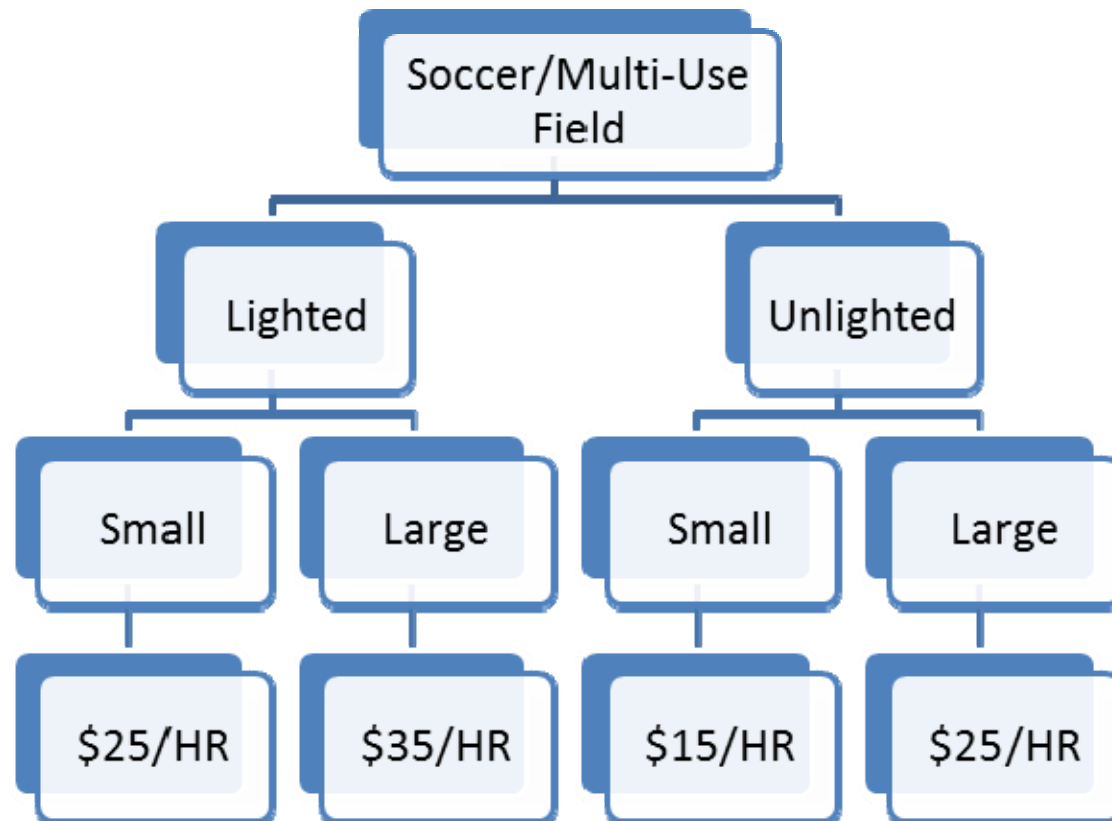 Soccer/Multi-Use
Field
Lighted
Unlighted
Small
Large
Small
Large
$25/HR
$35/HR
$15/HR
$25/HR